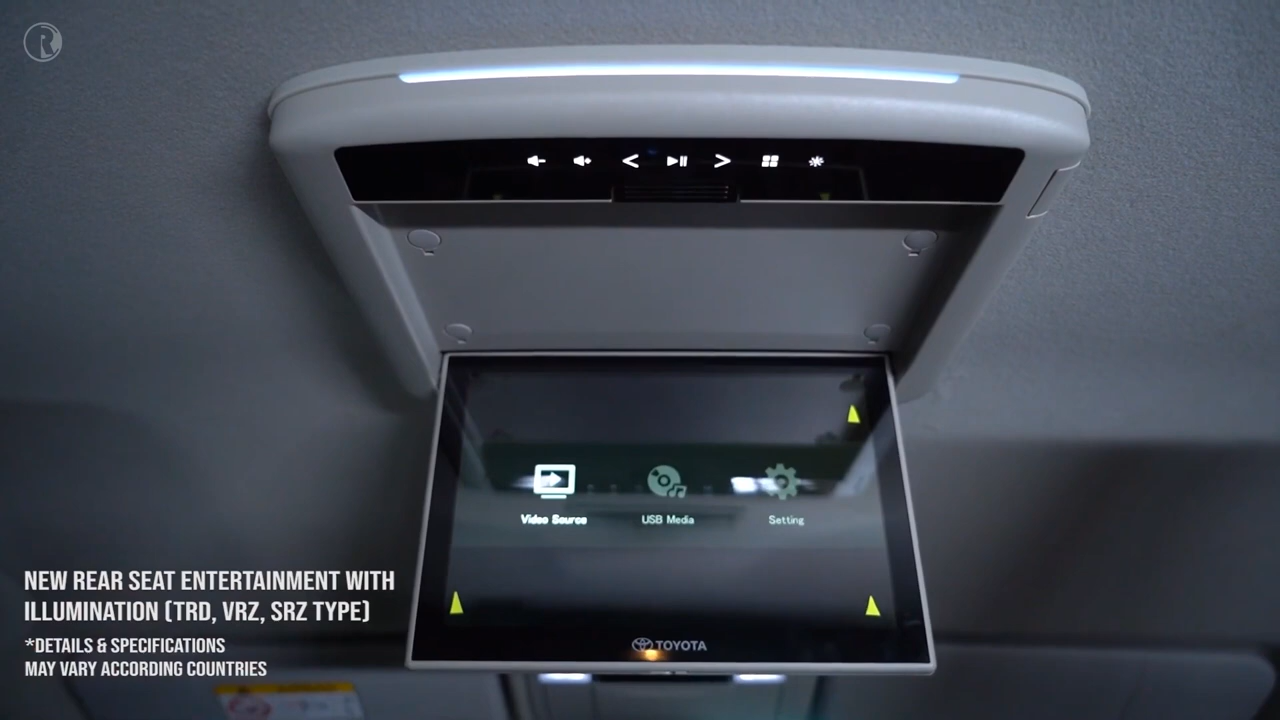 R
Video Source
USB Media
Setting
NEW REAR SEAT ENTERTAINMENT WITH
ILLUMINATION (TRD, VRZ, SRZ TYPE)
TOYOTA
*DETAILS & SPECIFICATIONS
MAY VARY ACCORDING COUNTRIES